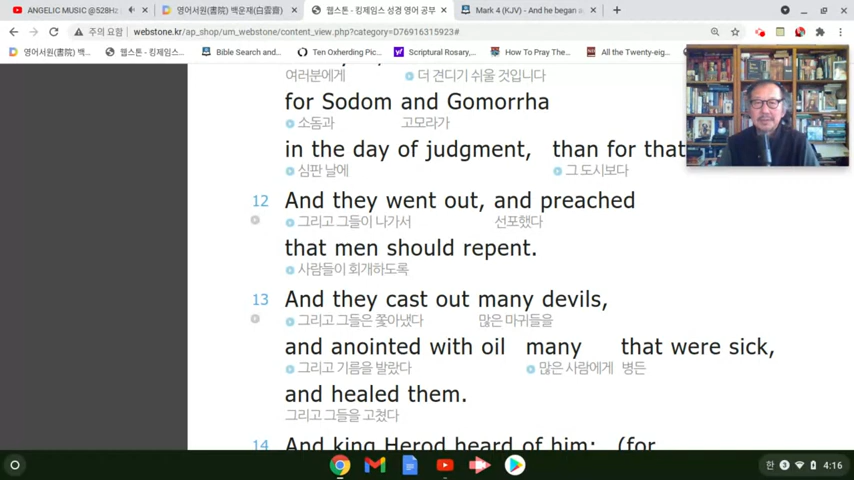 ANGELIC MUSIC @528Hz
영어서원(書院) 백운재(白雲齋)
웹스톤 - 킹제임스 성경 영어 공부
Mark 4 (KJV) - And he began ag
주의 요함
webstone.kr/ap_shop/um_webstone/content_view.php?category=D76916315923#
영어서원(書院) 백...
웹스톤 - 킹제임스...
Bible Search and...
Ten Oxherding Pic...
Scriptural Rosary,...
How To Pray The...
All the Twenty-eig...
여러분에게 더 견디기 쉬울 것입니다
for Sodom and Gomorrha
소돔과 고모라가
in the day of judgment, than for that
심판 날에 그 도시보다
12 And they went out, and preached
그리고 그들이 나가서 선포했다
that men should repent.
사람들이 회개하도록
13 And they cast out many devils,
그리고 그들은 쫓아냈다 많은 마귀들을
and anointed with oil many that were sick,
그리고 기름을 발랐다 많은 사람에게 병든
and healed them.
그리고 그들을 고쳤다
14 And king Herod heard of him; (for
한 3 4:16